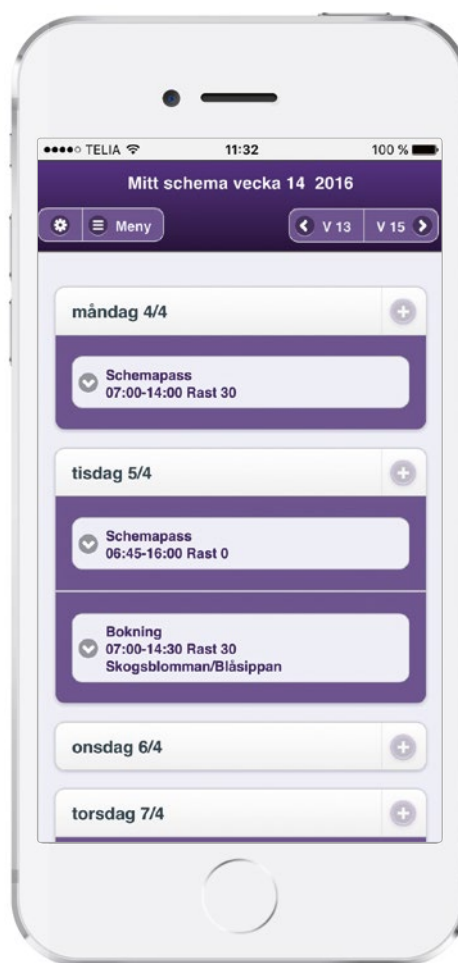 TELIA 11:32 100 %
Mitt schema vecka 14 2016
Meny V 13 V 15
måndag 4/4
Schemapass
07:00-14:00 Rast 30
tisdag 5/4
Schemapass
06:45-16:00 Rast 0
Bokning
07:00-14:30 Rast 30
Skogsblomman/Blåsippan
onsdag 6/4
torsdag 7/4